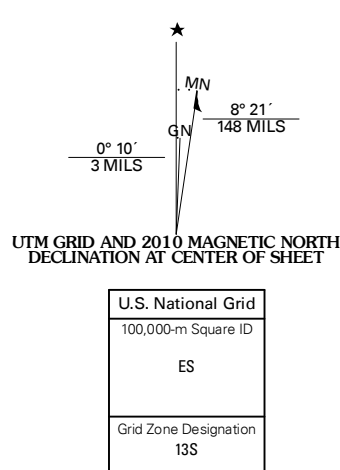 MN
8° 21´
148 MILS
GN
0° 10´
3 MILS
UTM GRID AND 2010 MAGNETIC NORTH
DECLINATION AT CENTER OF SHEET
U.S. National Grid
100,000-m Square ID
ES
Grid Zone Designation
13S